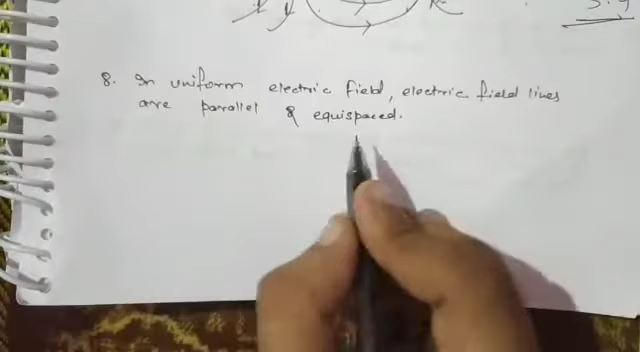 8. In uniform electric field, electric field lines
are parallel & equispaced.